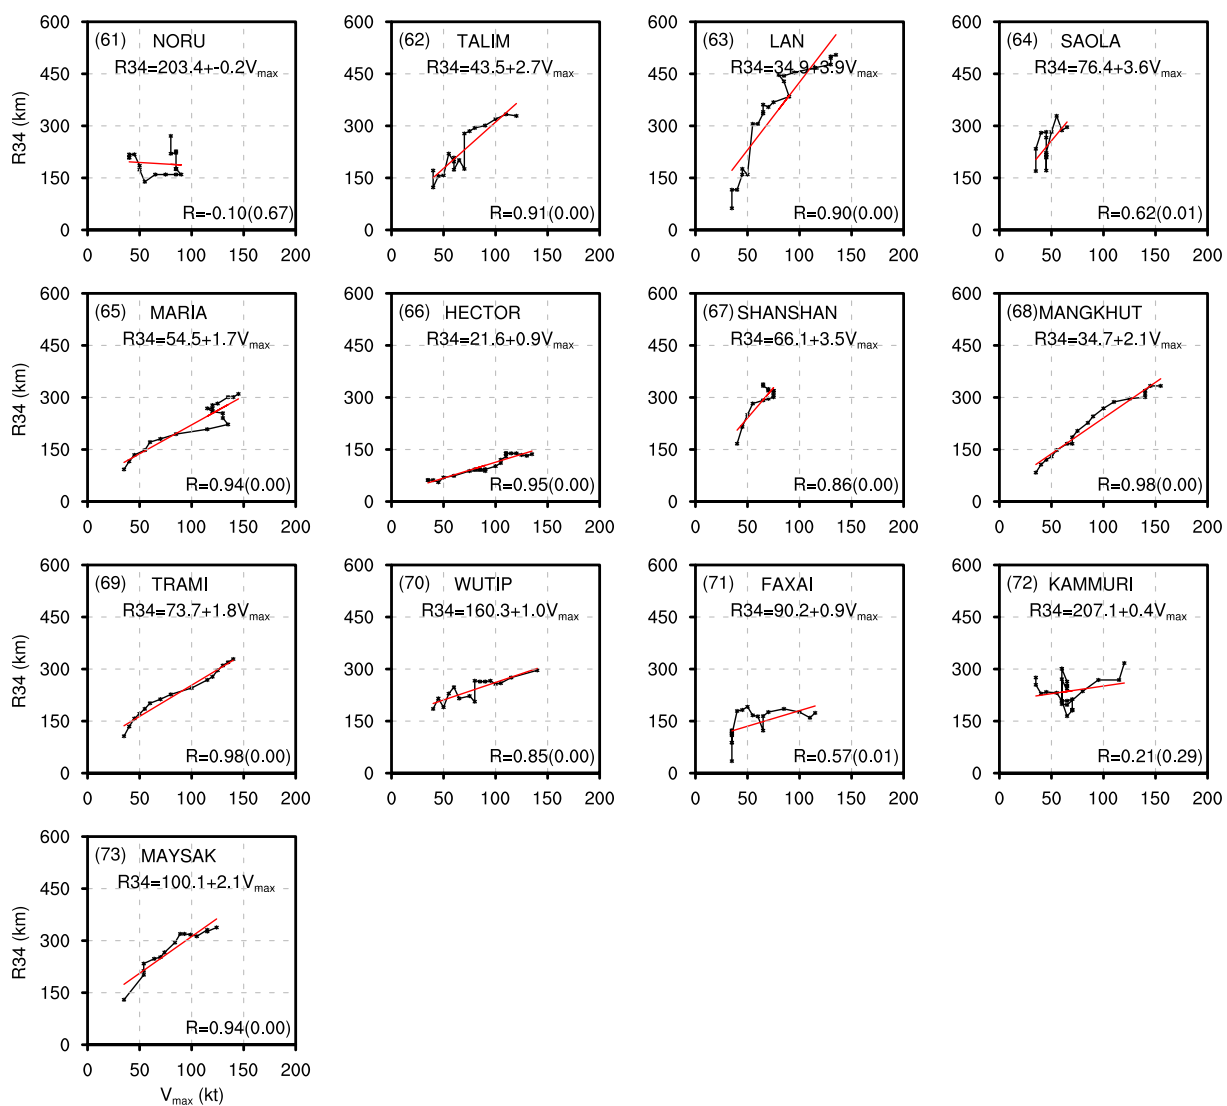 (61) NORU
R34=203.4+-0.2Vmax
R=-0.10(0.67)
R34 (km)
600
450
300
150
0
0 50 100 150 200
(62) TALIM
R34=43.5+2.7Vmax
R=0.91(0.00)
600
450
300
150
0
0 50 100 150 200
(63) LAN
R34=34.9+3.9Vmax
R=0.90(0.00)
600
450
300
150
0
0 50 100 150 200
(64) SAOLA
R34=76.4+3.6Vmax
R=0.62(0.01)
600
450
300
150
0
0 50 100 150 200
(65) MARIA
R34=54.5+1.7Vmax
R=0.94(0.00)
R34 (km)
600
450
300
150
0
0 50 100 150 200
(66) HECTOR
R34=21.6+0.9Vmax
R=0.95(0.00)
600
450
300
150
0
0 50 100 150 200
(67) SHANSHAN
R34=66.1+3.5Vmax
R=0.86(0.00)
600
450
300
150
0
0 50 100 150 200
(68) MANGKHUT
R34=34.7+2.1Vmax
R=0.98(0.00)
600
450
300
150
0
0 50 100 150 200
(69) TRAMI
R34=73.7+1.8Vmax
R=0.98(0.00)
R34 (km)
600
450
300
150
0
0 50 100 150 200
(70) WUTIP
R34=160.3+1.0Vmax
R=0.85(0.00)
600
450
300
150
0
0 50 100 150 200
(71) FAXAI
R34=90.2+0.9Vmax
R=0.57(0.01)
600
450
300
150
0
0 50 100 150 200
(72) KAMMURI
R34=207.1+0.4Vmax
R=0.21(0.29)
600
450
300
150
0
0 50 100 150 200
(73) MAYSAK
R34=100.1+2.1Vmax
R=0.94(0.00)
R34 (km)
600
450
300
150
0
0 50 100 150 200
Vmax (kt)